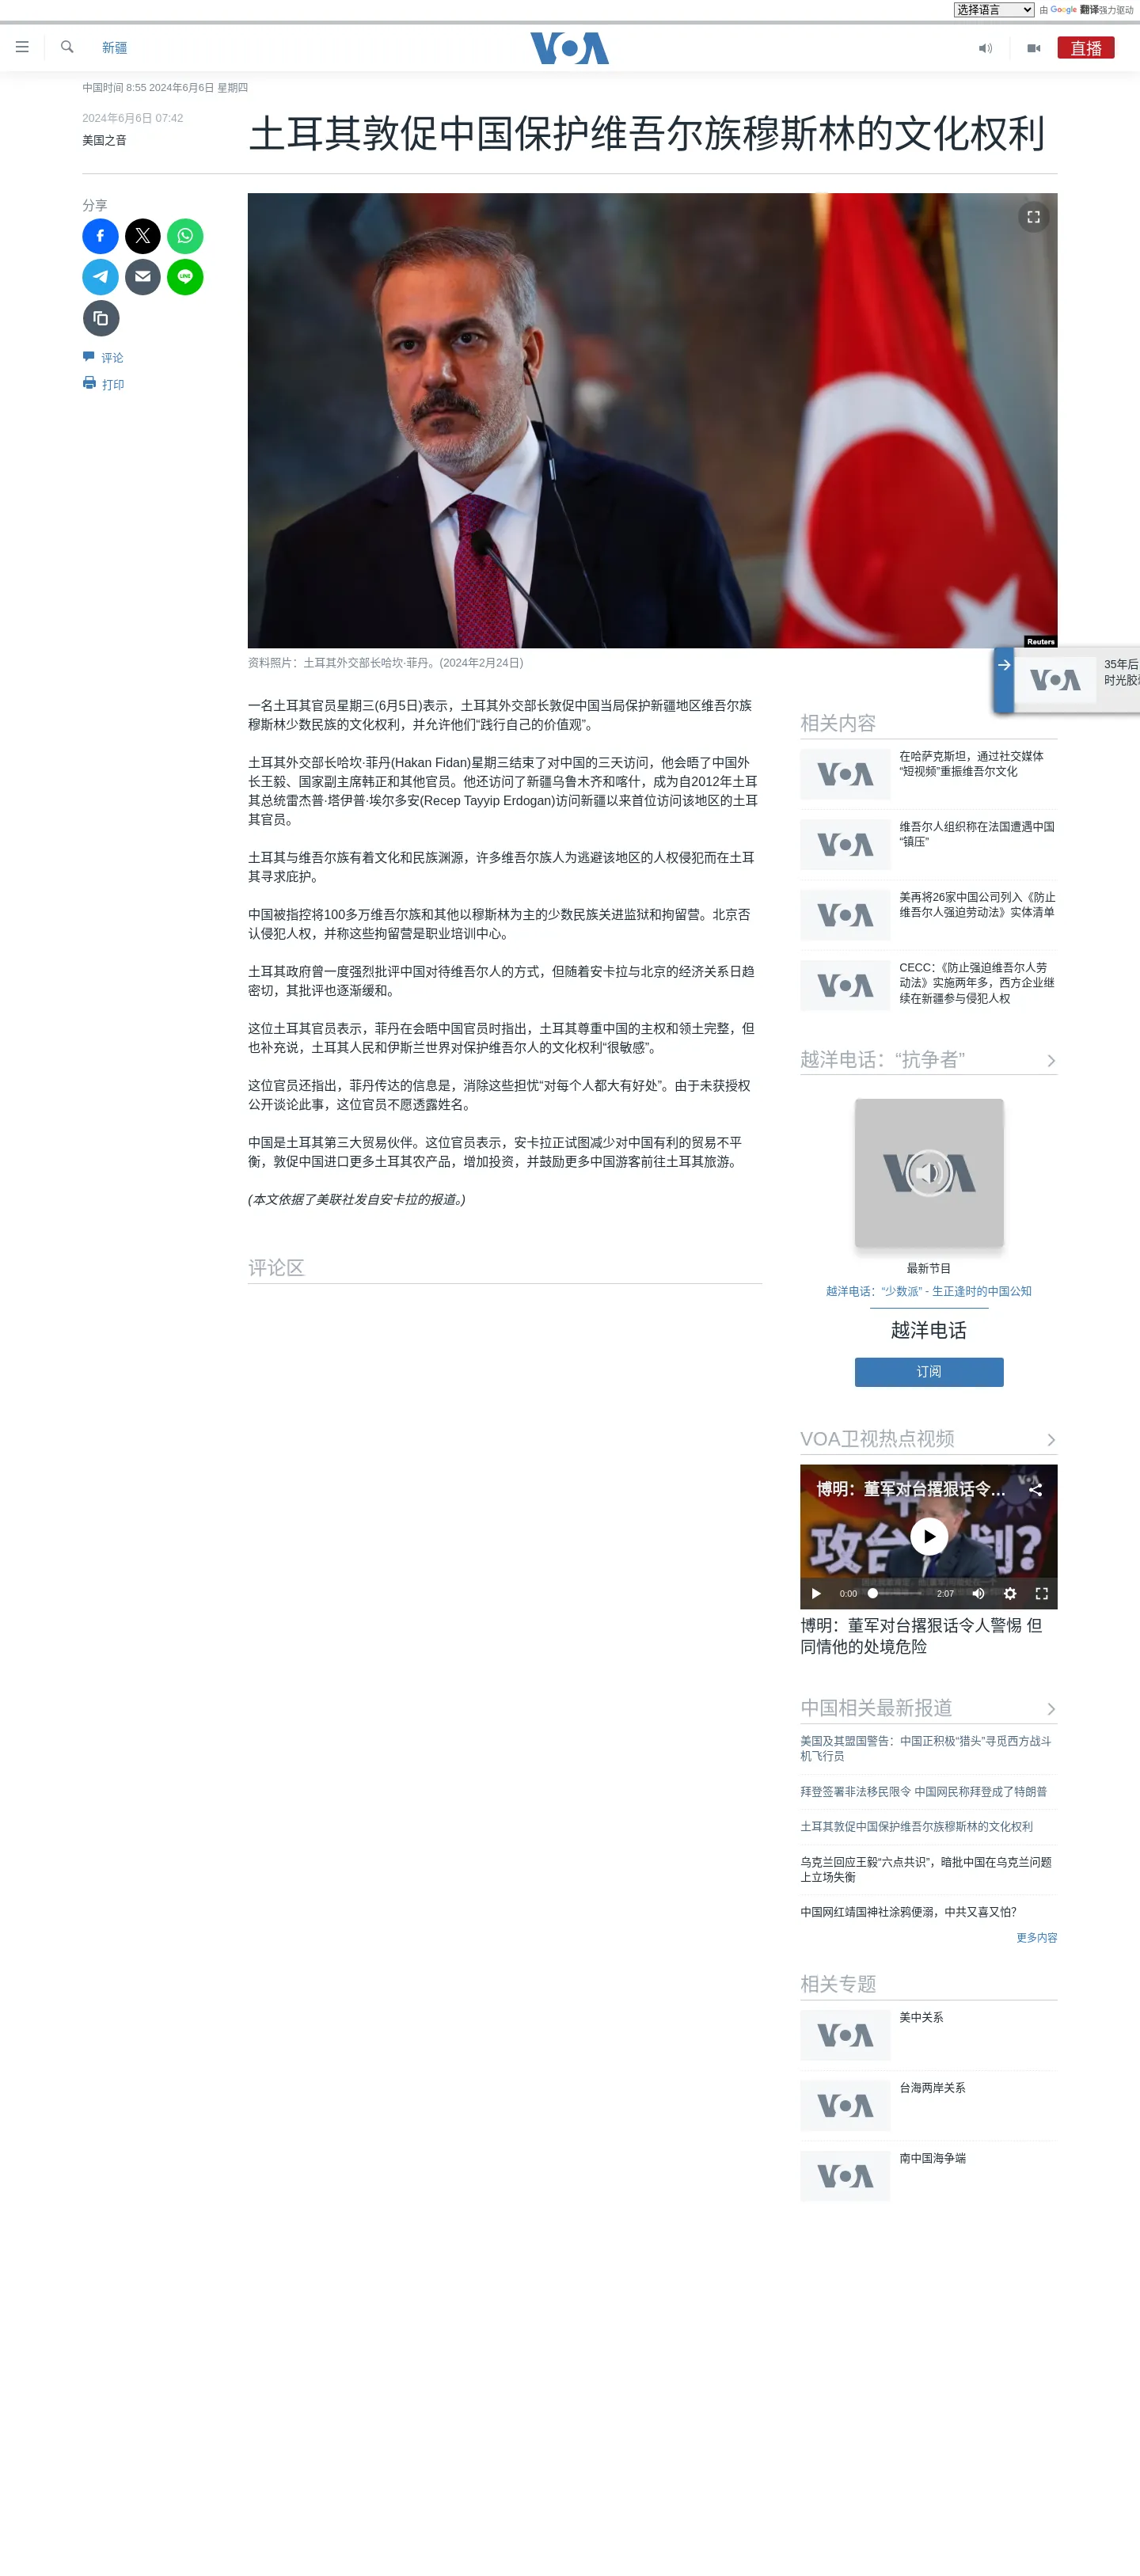 选择语言
由 Google 翻译强力驱动
新疆
VOA
直播
中国时间 8:55 2024年6月6日 星期四
2024年6月6日 07:42
美国之音
土耳其敦促中国保护维吾尔族穆斯林的文化权利
分享
LINE
评论
打印
Reuters
资料照片：土耳其外交部长哈坎·菲丹。(2024年2月24日)
35年后
时光胶
一名土耳其官员星期三(6月5日)表示，土耳其外交部长敦促中国当局保护新疆地区维吾尔族
穆斯林少数民族的文化权利，并允许他们“践行自己的价值观”。
土耳其外交部长哈坎·菲丹(Hakan Fidan)星期三结束了对中国的三天访问，他会晤了中国外
长王毅、国家副主席韩正和其他官员。他还访问了新疆乌鲁木齐和喀什，成为自2012年土耳
其总统雷杰普·塔伊普·埃尔多安(Recep Tayyip Erdogan)访问新疆以来首位访问该地区的土耳
其官员。
土耳其与维吾尔族有着文化和民族渊源，许多维吾尔族人为逃避该地区的人权侵犯而在土耳
其寻求庇护。
中国被指控将100多万维吾尔族和其他以穆斯林为主的少数民族关进监狱和拘留营。北京否
认侵犯人权，并称这些拘留营是职业培训中心。
土耳其政府曾一度强烈批评中国对待维吾尔人的方式，但随着安卡拉与北京的经济关系日趋
密切，其批评也逐渐缓和。
这位土耳其官员表示，菲丹在会晤中国官员时指出，土耳其尊重中国的主权和领土完整，但
也补充说，土耳其人民和伊斯兰世界对保护维吾尔人的文化权利“很敏感”。
这位官员还指出，菲丹传达的信息是，消除这些担忧“对每个人都大有好处”。由于未获授权
公开谈论此事，这位官员不愿透露姓名。
中国是土耳其第三大贸易伙伴。这位官员表示，安卡拉正试图减少对中国有利的贸易不平
衡，敦促中国进口更多土耳其农产品，增加投资，并鼓励更多中国游客前往土耳其旅游。
(本文依据了美联社发自安卡拉的报道。)
评论区
相关内容
VOA
在哈萨克斯坦，通过社交媒体
“短视频”重振维吾尔文化
VOA
维吾尔人组织称在法国遭遇中国
“镇压”
VOA
美再将26家中国公司列入《防止
维吾尔人强迫劳动法》实体清单
VOA
CECC：《防止强迫维吾尔人劳
动法》实施两年多，西方企业继
续在新疆参与侵犯人权
越洋电话：“抗争者”
VOA
最新节目
越洋电话：“少数派” - 生正逢时的中国公知
越洋电话
订阅
VOA卫视热点视频
博明：董军对台撂狠话令…
VOA
攻台
划？
0:00
2:07
博明：董军对台撂狠话令人警惕 但
同情他的处境危险
中国相关最新报道
美国及其盟国警告：中国正积极“猎头”寻觅西方战斗
机飞行员
拜登签署非法移民限令 中国网民称拜登成了特朗普
土耳其敦促中国保护维吾尔族穆斯林的文化权利
乌克兰回应王毅“六点共识”，暗批中国在乌克兰问题
上立场失衡
中国网红靖国神社涂鸦便溺，中共又喜又怕？
更多内容
相关专题
VOA
美中关系
VOA
台海两岸关系
VOA
南中国海争端